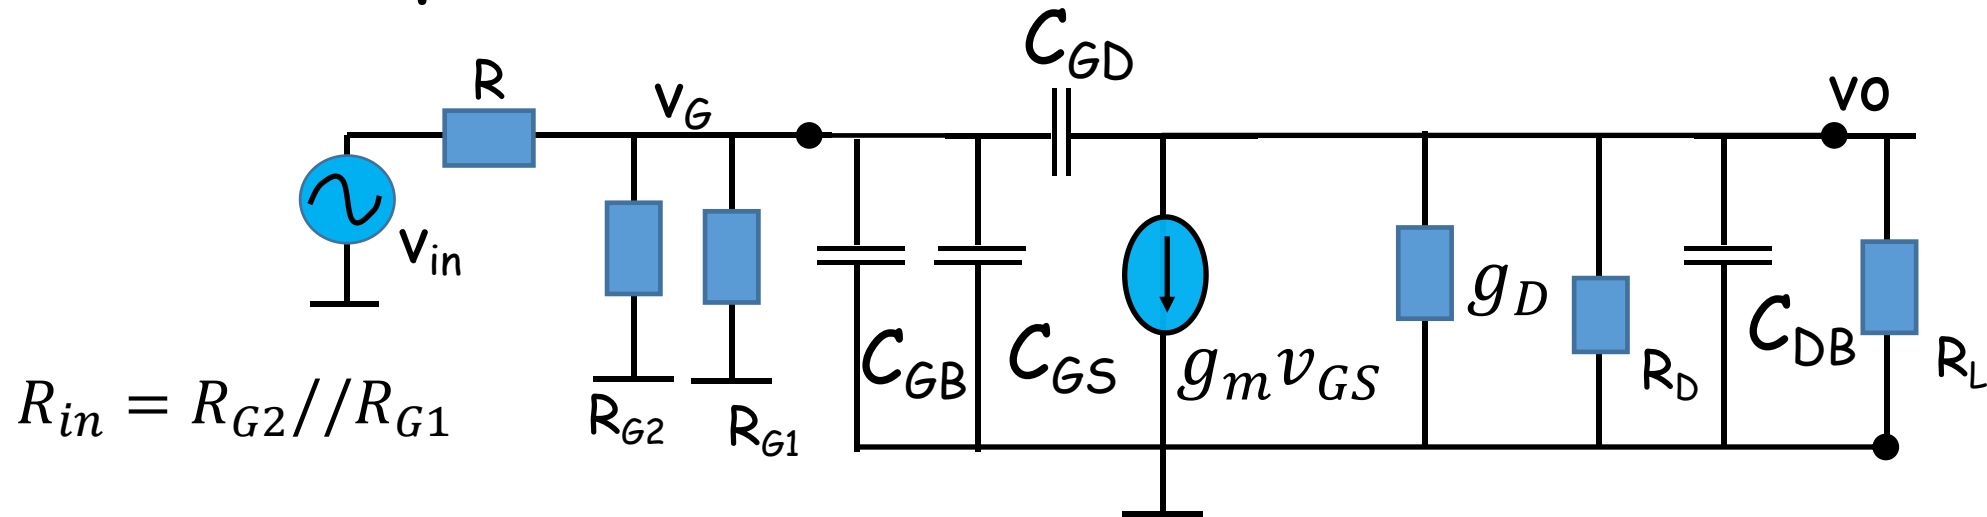 C_GD
R
v_G
vo
v_in
g_D
C_GB
C_GS
g_m v_GS
R_D
C_DB
R_L
R_in = R_G2//R_G1
R_G2
R_G1